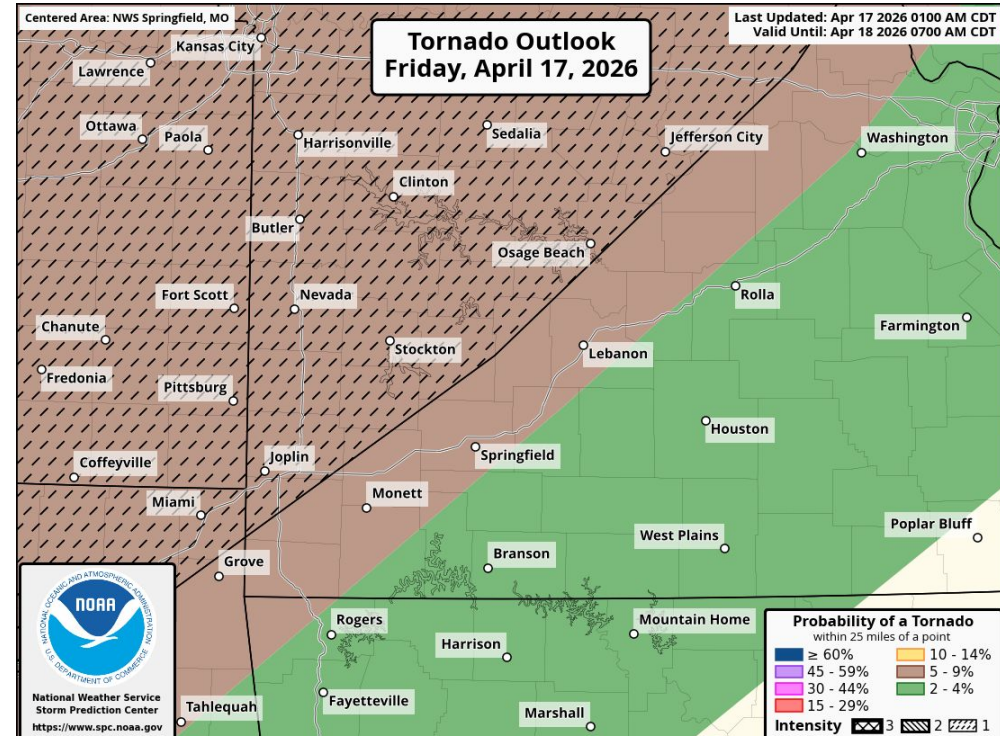 Centered Area: NWS Springfield, MO
Tornado Outlook
Friday, April 17, 2026
Last Updated: Apr 17 2026 0100 AM CDT
Valid Until: Apr 18 2026 0700 AM CDT
Kansas City
Lawrence
Ottawa
Paola
Harrisonville
Sedalia
Jefferson City
Washington
Clinton
Butler
Osage Beach
Fort Scott
Nevada
Rolla
Chanute
Stockton
Lebanon
Farmington
Fredonia
Pittsburg
Houston
Coffeyville
Joplin
Springfield
Miami
Monett
Poplar Bluff
West Plains
Grove
Branson
Rogers
Mountain Home
Harrison
Tahlequah
Fayetteville
Marshall
NATIONAL OCEANIC AND ATMOSPHERIC ADMINISTRATION
NOAA
U.S. DEPARTMENT OF COMMERCE
National Weather Service
Storm Prediction Center
https://www.spc.noaa.gov
Probability of a Tornado
within 25 miles of a point
≥ 60%
10 - 14%
45 - 59%
5 - 9%
30 - 44%
2 - 4%
15 - 29%
Intensity 3 2 1